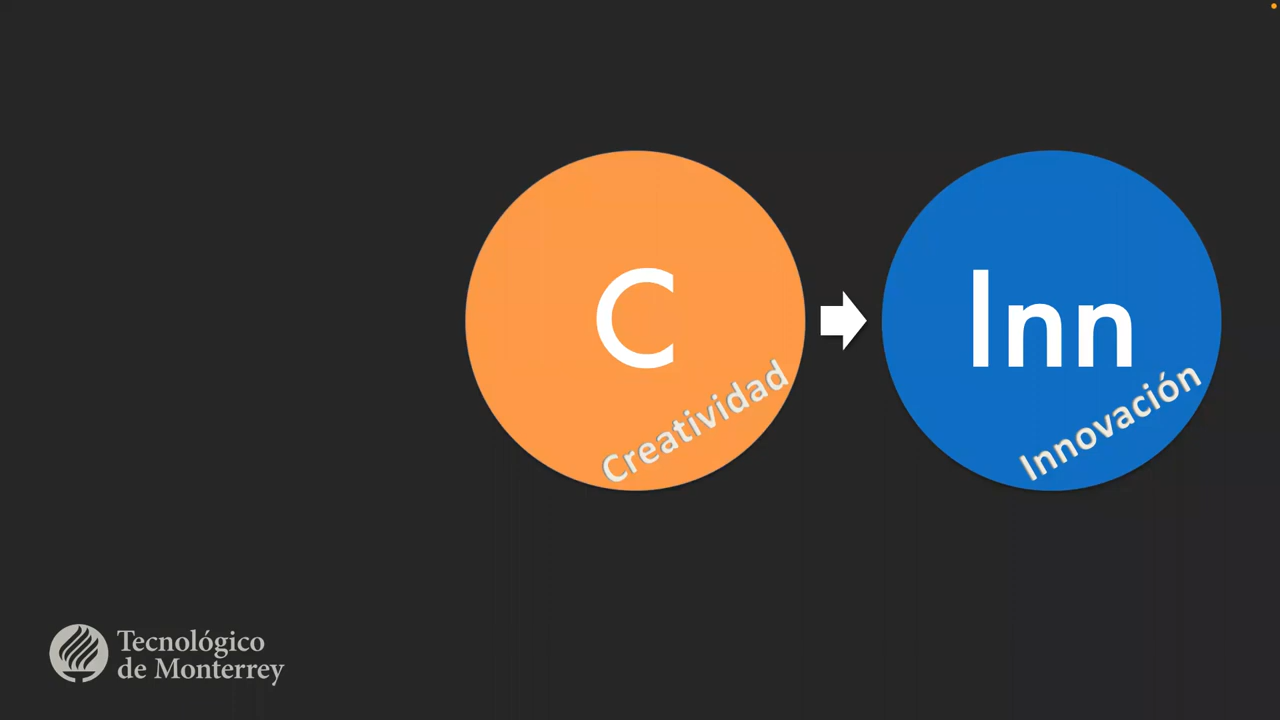 C
Creatividad
Inn
Innovación
Tecnológico
de Monterrey